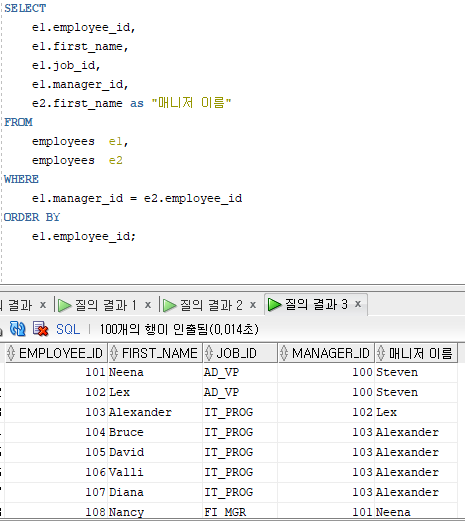 SELECT
e1.employee_id,
e1.first_name,
e1.job_id,
e1.manager_id,
e2.first_name as "매니저 이름"
FROM
employees e1,
employees e2
WHERE
e1.manager_id = e2.employee_id
ORDER BY
e1.employee_id;
결과 x 질의 결과 1 x 질의 결과 2 x 질의 결과 3 x
SQL | 100개의 행이 인출됨(0,014초)
EMPLOYEE_ID FIRST_NAME JOB_ID MANAGER_ID 매니저 이름
101 Neena AD_VP 100 Steven
102 Lex AD_VP 100 Steven
103 Alexander IT_PROG 102 Lex
104 Bruce IT_PROG 103 Alexander
105 David IT_PROG 103 Alexander
106 Valli IT_PROG 103 Alexander
107 Diana IT_PROG 103 Alexander
108 Nancy FI_MGR 101 Neena